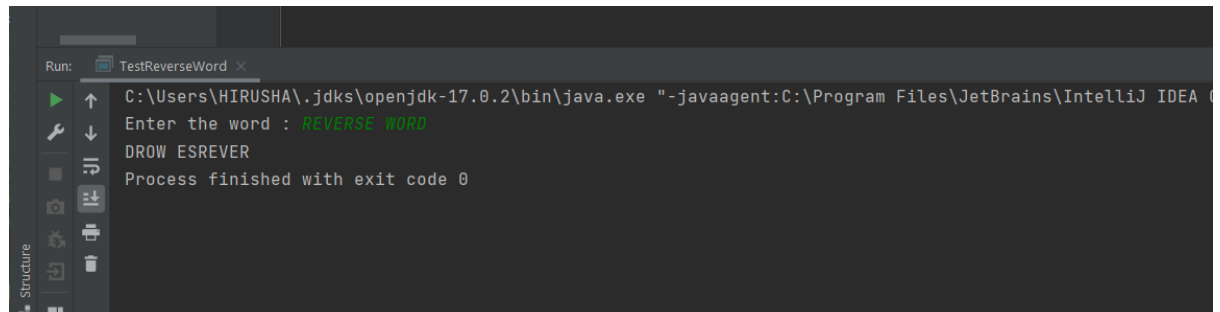 Run: TestReverseWord ×
C:\Users\HIRUSHA\.jdks\openjdk-17.0.2\bin\java.exe "-javaagent:C:\Program Files\JetBrains\IntelliJ IDEA
Enter the word : REVERSE WORD
DROW ESREVER
Process finished with exit code 0
Structure